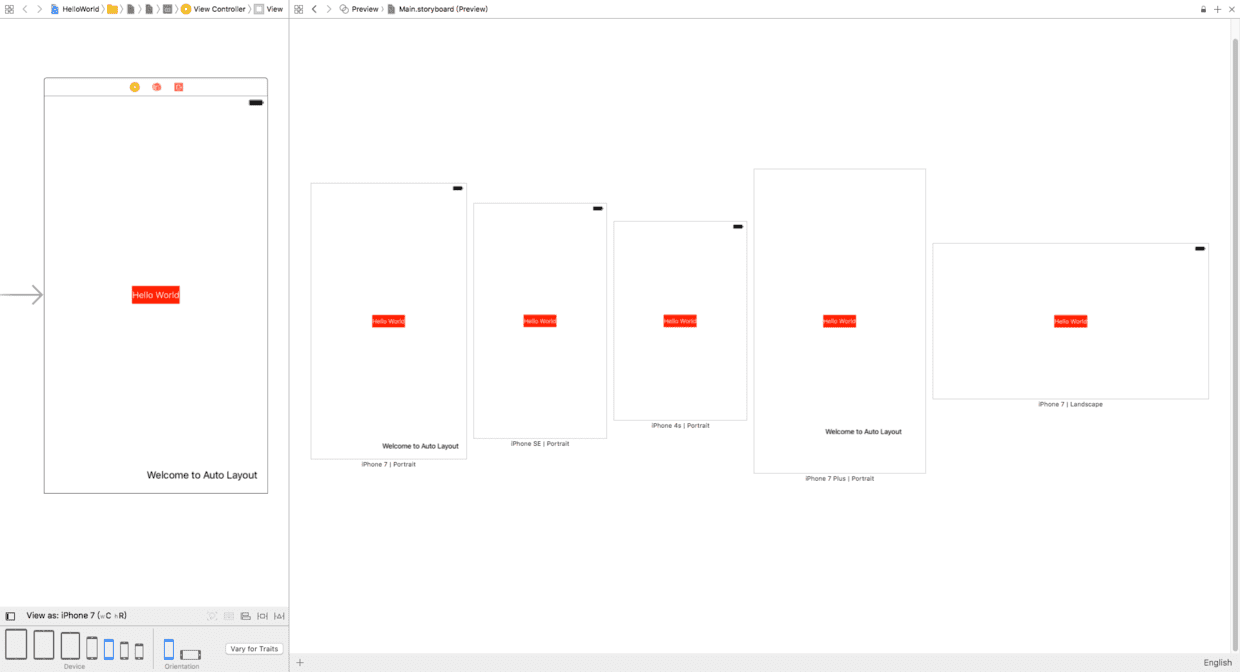 HelloWorld
View Controller
View
Preview
Main.storyboard (Preview)
Hello World
Welcome to Auto Layout
Hello World
Welcome to Auto Layout
iPhone 7 | Portrait
Hello World
iPhone SE | Portrait
Hello World
iPhone 4s | Portrait
Hello World
Welcome to Auto Layout
iPhone 7 Plus | Portrait
Hello World
iPhone 7 | Landscape
View as: iPhone 7 (wC hR)
Device
Orientation
Vary for Traits
English